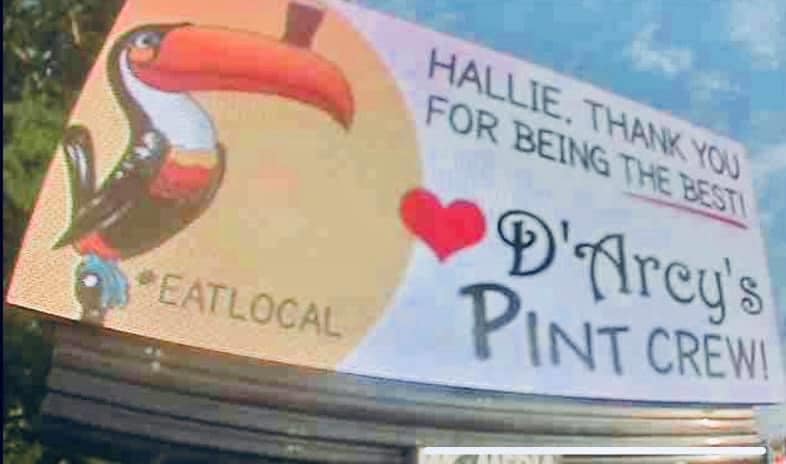 HALLIE. THANK YOU
FOR BEING THE BEST!
D'Arcy's
PINT CREW!
#EATLOCAL